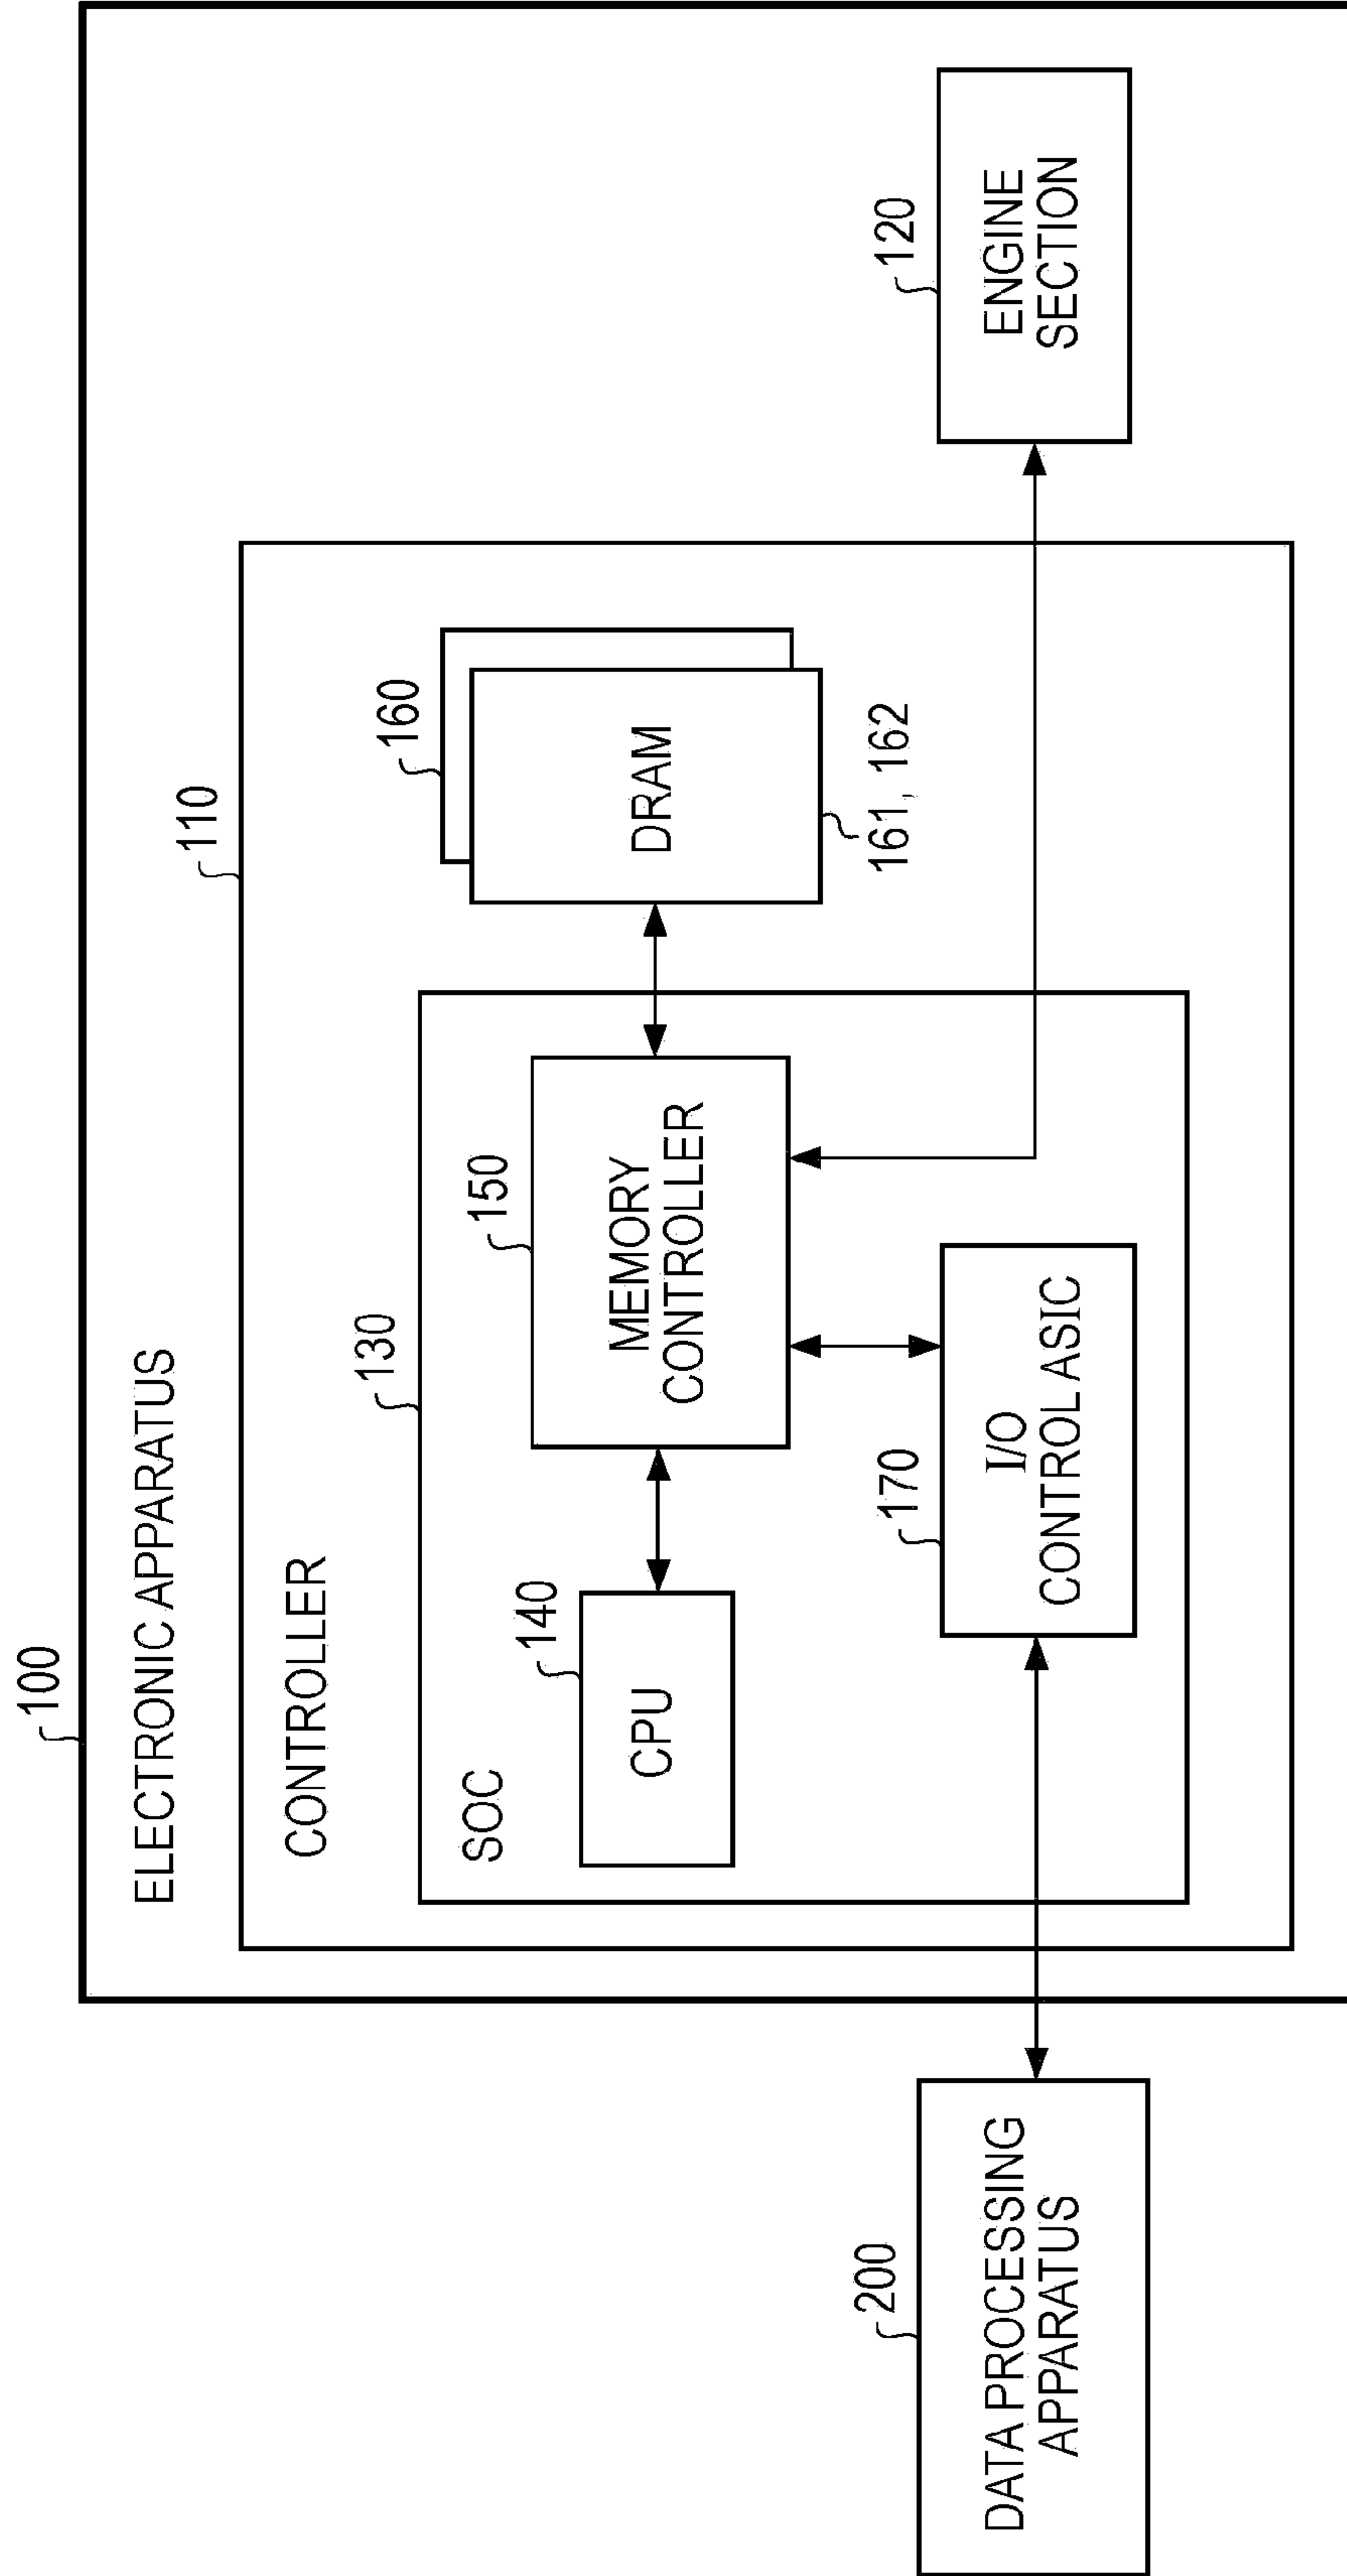 100
ELECTRONIC APPARATUS
110
CONTROLLER
130
SOC
140
CPU
150
MEMORY
CONTROLLER
160
DRAM
161, 162
170
I/O
CONTROL ASIC
120
ENGINE
SECTION
200
DATA PROCESSING
APPARATUS